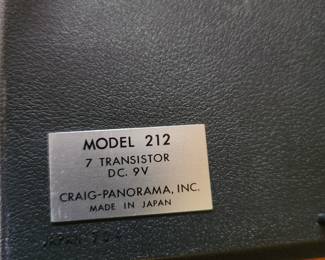 MODEL 212
7 TRANSISTOR
DC. 9V
CRAIG-PANORAMA, INC.
MADE IN JAPAN